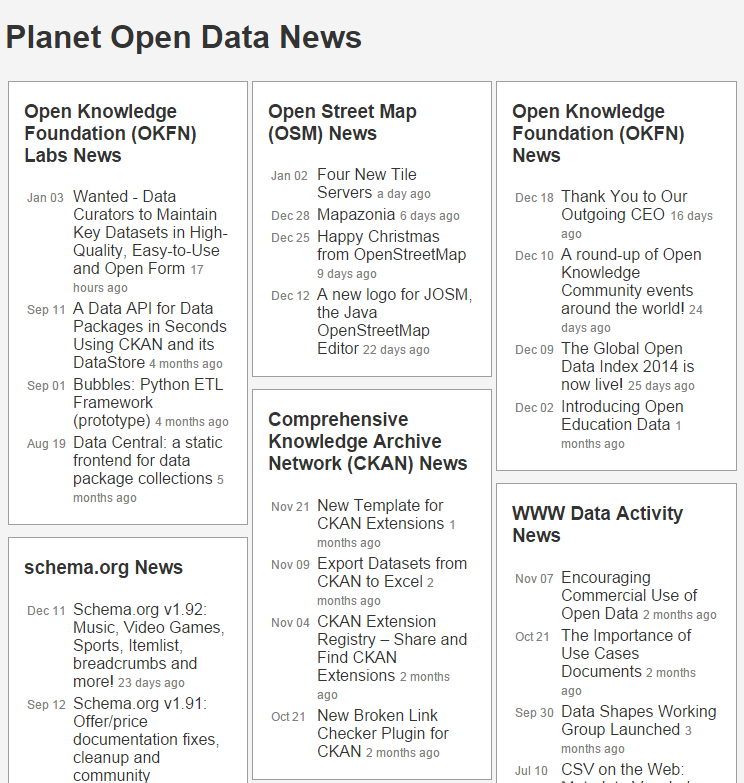 Planet Open Data News
Open Knowledge
Foundation (OKFN)
Labs News
Jan 03 Wanted - Data
Curators to Maintain
Key Datasets in High-
Quality, Easy-to-Use
and Open Form 17
hours ago
Sep 11 A Data API for Data
Packages in Seconds
Using CKAN and its
DataStore 4 months ago
Sep 01 Bubbles: Python ETL
Framework
(prototype) 4 months ago
Aug 19 Data Central: a static
frontend for data
package collections 5
months ago
schema.org News
Dec 11 Schema.org v1.92:
Music, Video Games,
Sports, Itemlist,
breadcrumbs and
more! 23 days ago
Sep 12 Schema.org v1.91:
Offer/price
documentation fixes,
cleanup and
community
Open Street Map
(OSM) News
Jan 02 Four New Tile
Servers a day ago
Dec 28 Mapazonia 6 days ago
Dec 25 Happy Christmas
from OpenStreetMap
9 days ago
Dec 12 A new logo for JOSM,
the Java
OpenStreetMap
Editor 22 days ago
Comprehensive
Knowledge Archive
Network (CKAN) News
Nov 21 New Template for
CKAN Extensions 1
months ago
Nov 09 Export Datasets from
CKAN to Excel 2
months ago
Nov 04 CKAN Extension
Registry – Share and
Find CKAN
Extensions 2 months
ago
Oct 21 New Broken Link
Checker Plugin for
CKAN 2 months ago
Open Knowledge
Foundation (OKFN)
News
Dec 18 Thank You to Our
Outgoing CEO 16 days
ago
Dec 10 A round-up of Open
Knowledge
Community events
around the world! 24
days ago
Dec 09 The Global Open
Data Index 2014 is
now live! 25 days ago
Dec 02 Introducing Open
Education Data 1
months ago
WWW Data Activity
News
Nov 07 Encouraging
Commercial Use of
Open Data 2 months ago
Oct 21 The Importance of
Use Cases
Documents 2 months
ago
Sep 30 Data Shapes Working
Group Launched 3
months ago
Jul 10 CSV on the Web: